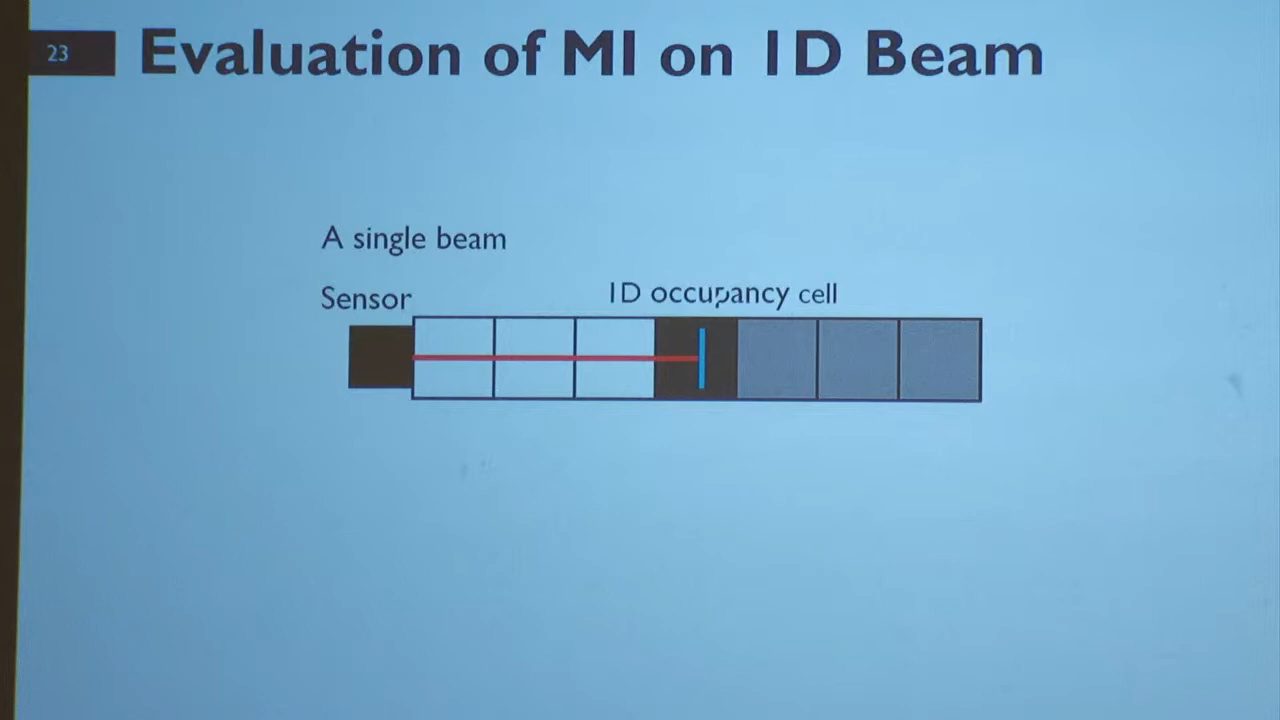 23
Evaluation of MI on 1D Beam
A single beam
Sensor
1D occupancy cell